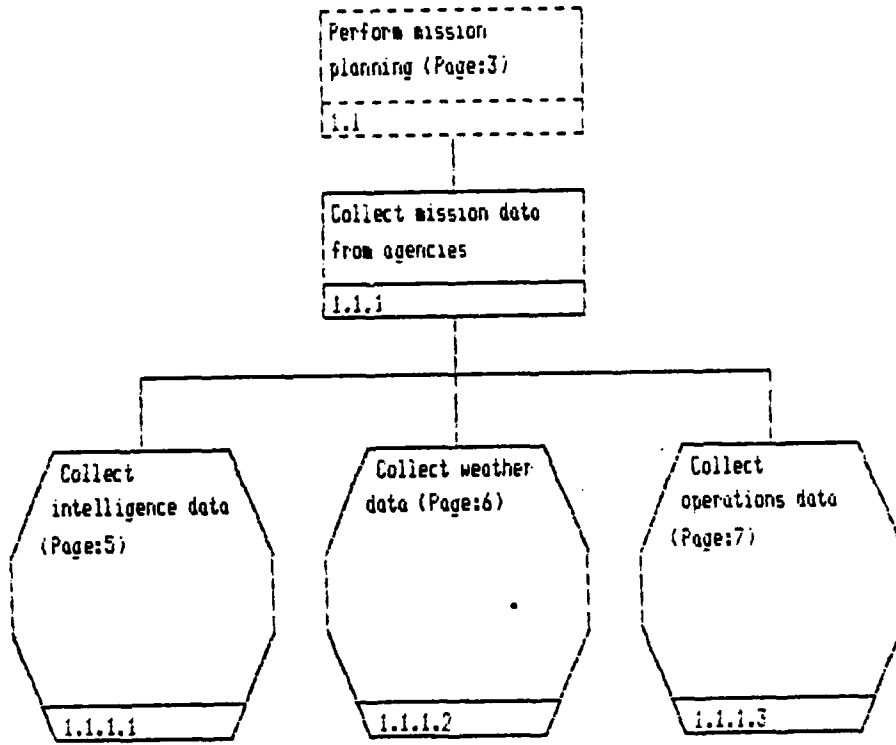 Perform mission
planning (Page:3)
1.1
Collect mission data
from agencies
1.1.1
Collect
intelligence data
(Page:5)
1.1.1.1
Collect weather
data (Page:6)
1.1.1.2
Collect
operations data
(Page:7)
1.1.1.3